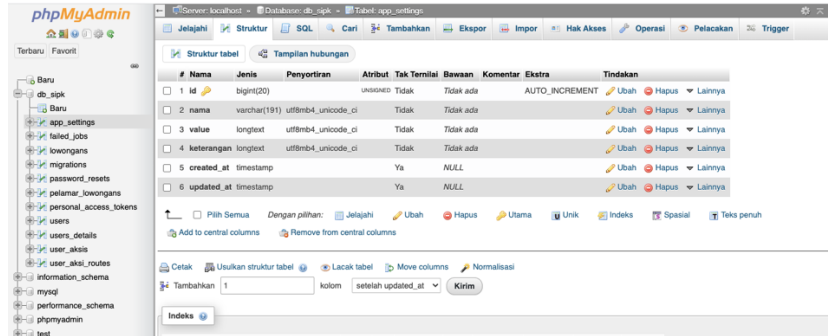 phpMyAdmin
Server: localhost » Database: db_sipk » Tabel: app_settings
Jelajahi Struktur SQL Cari Tambahkan Ekspor Impor Hak Akses Operasi Pelacakan Trigger
Terbaru Favorit
Struktur tabel Tampilan hubungan
Baru
db_sipk
Baru
app_settings
failed_jobs
lowongans
migrations
password_resets
pelamar_lowongans
personal_access_tokens
users
users_details
user_aksis
user_aksi_routes
information_schema
mysql
performance_schema
phpmyadmin
test
# Nama Jenis Penyortiran Atribut Tak Ternilai Bawaan Komentar Ekstra Tindakan
1 id bigint(20) UNSIGNED Tidak Tidak ada AUTO_INCREMENT Ubah Hapus Lainnya
2 nama varchar(191) utf8mb4_unicode_ci Tidak Tidak ada Ubah Hapus Lainnya
3 value longtext utf8mb4_unicode_ci Tidak Tidak ada Ubah Hapus Lainnya
4 keterangan longtext utf8mb4_unicode_ci Tidak Tidak ada Ubah Hapus Lainnya
5 created_at timestamp Ya NULL Ubah Hapus Lainnya
6 updated_at timestamp Ya NULL Ubah Hapus Lainnya
Pilih Semua Dengan pilihan: Jelajahi Ubah Hapus Utama Unik Indeks Spasial Teks penuh
Add to central columns Remove from central columns
Cetak Usulkan struktur tabel Lacak tabel Move columns Normalisasi
Tambahkan 1 kolom setelah updated_at Kirim
Indeks